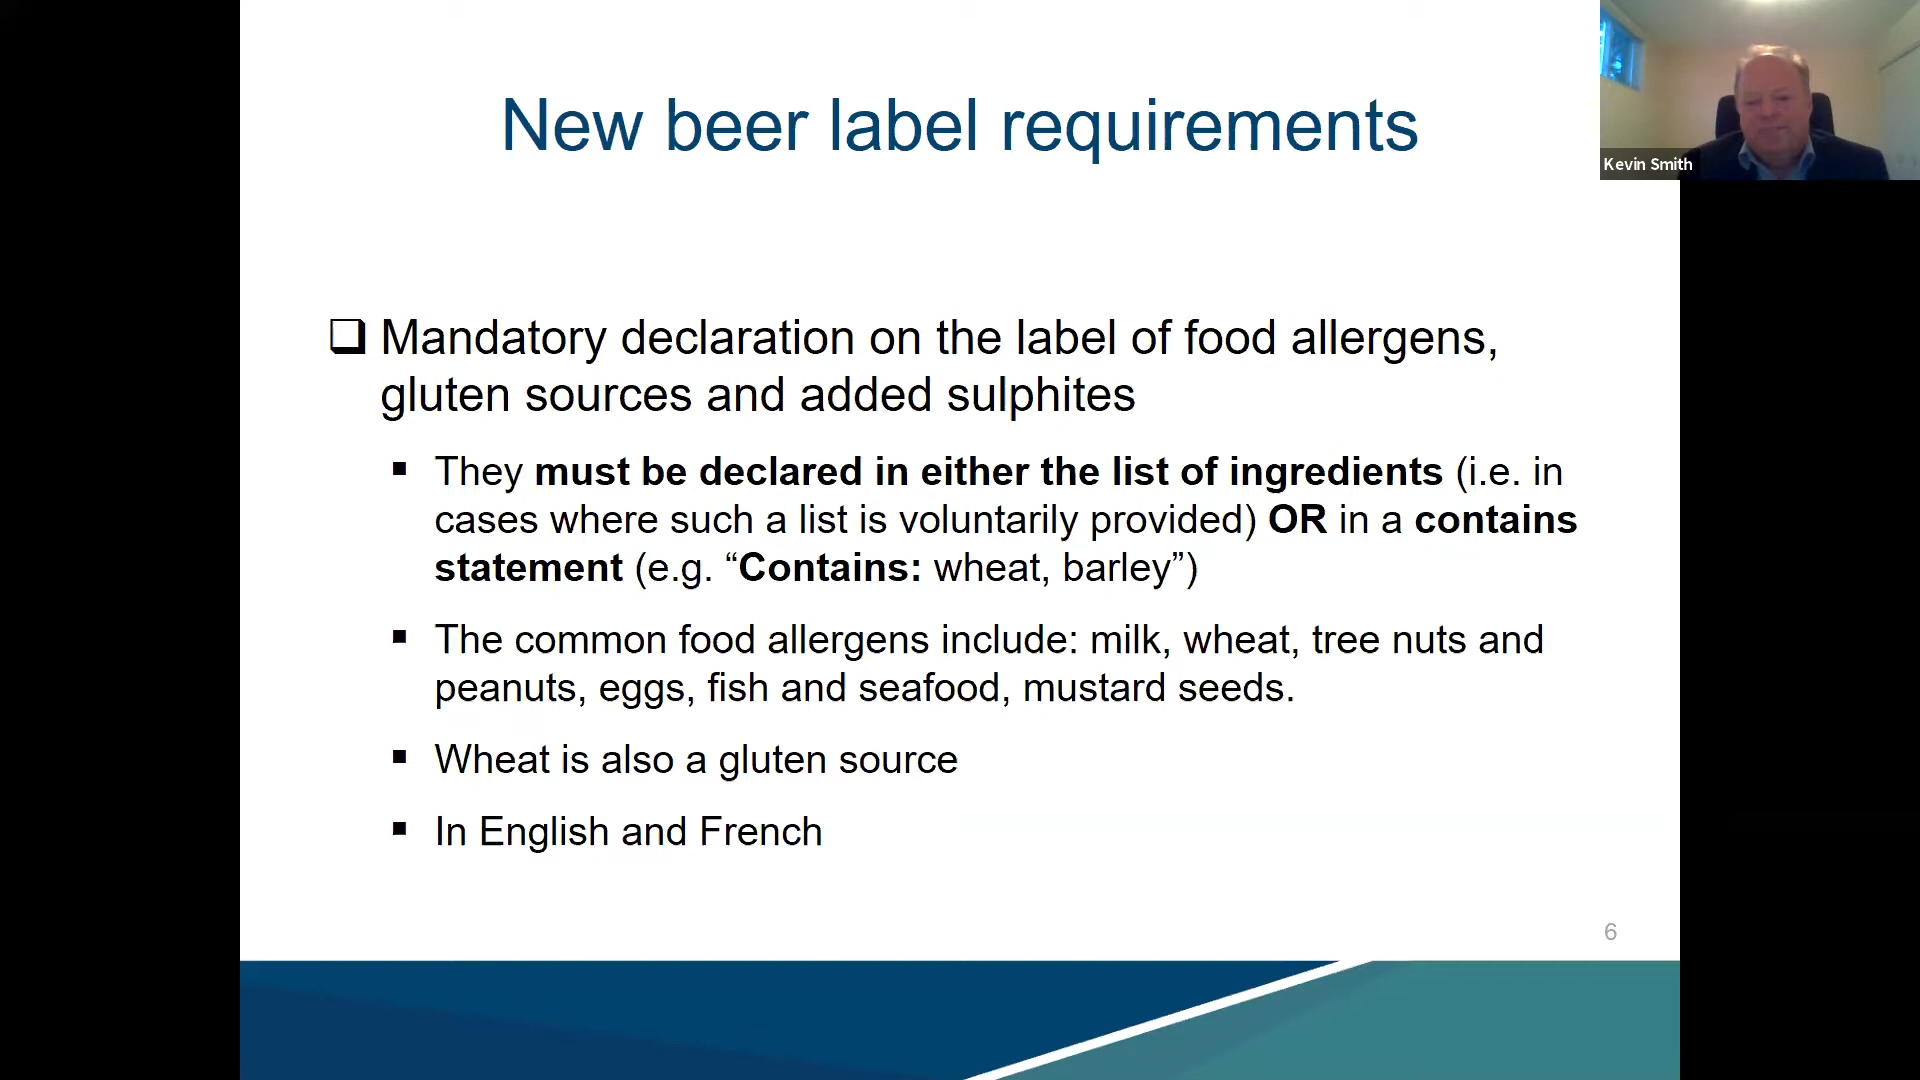 New beer label requirements
Kevin Smith
❑ Mandatory declaration on the label of food allergens,
gluten sources and added sulphites
▪ They must be declared in either the list of ingredients (i.e. in
cases where such a list is voluntarily provided) OR in a contains
statement (e.g. “Contains: wheat, barley”)
▪ The common food allergens include: milk, wheat, tree nuts and
peanuts, eggs, fish and seafood, mustard seeds.
▪ Wheat is also a gluten source
▪ In English and French
6